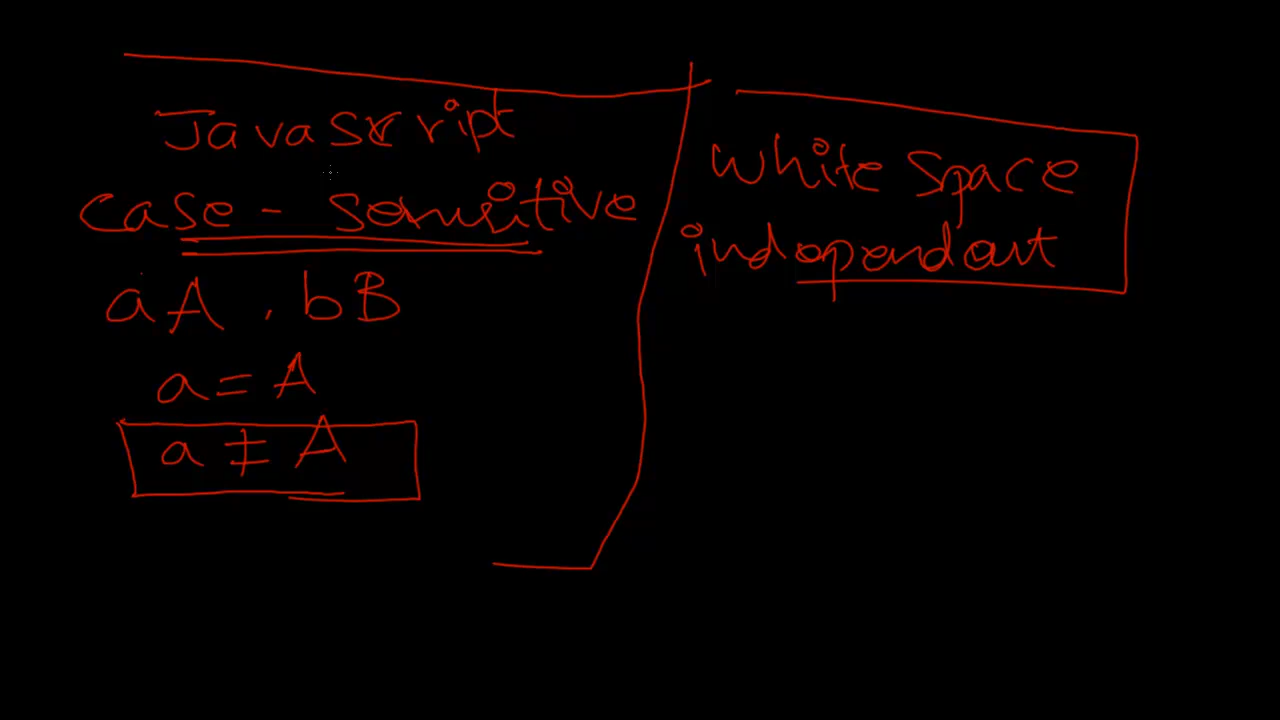 JavaScript
case - sensitive
aA . bB
a = A
a ≠ A
White Space
independant